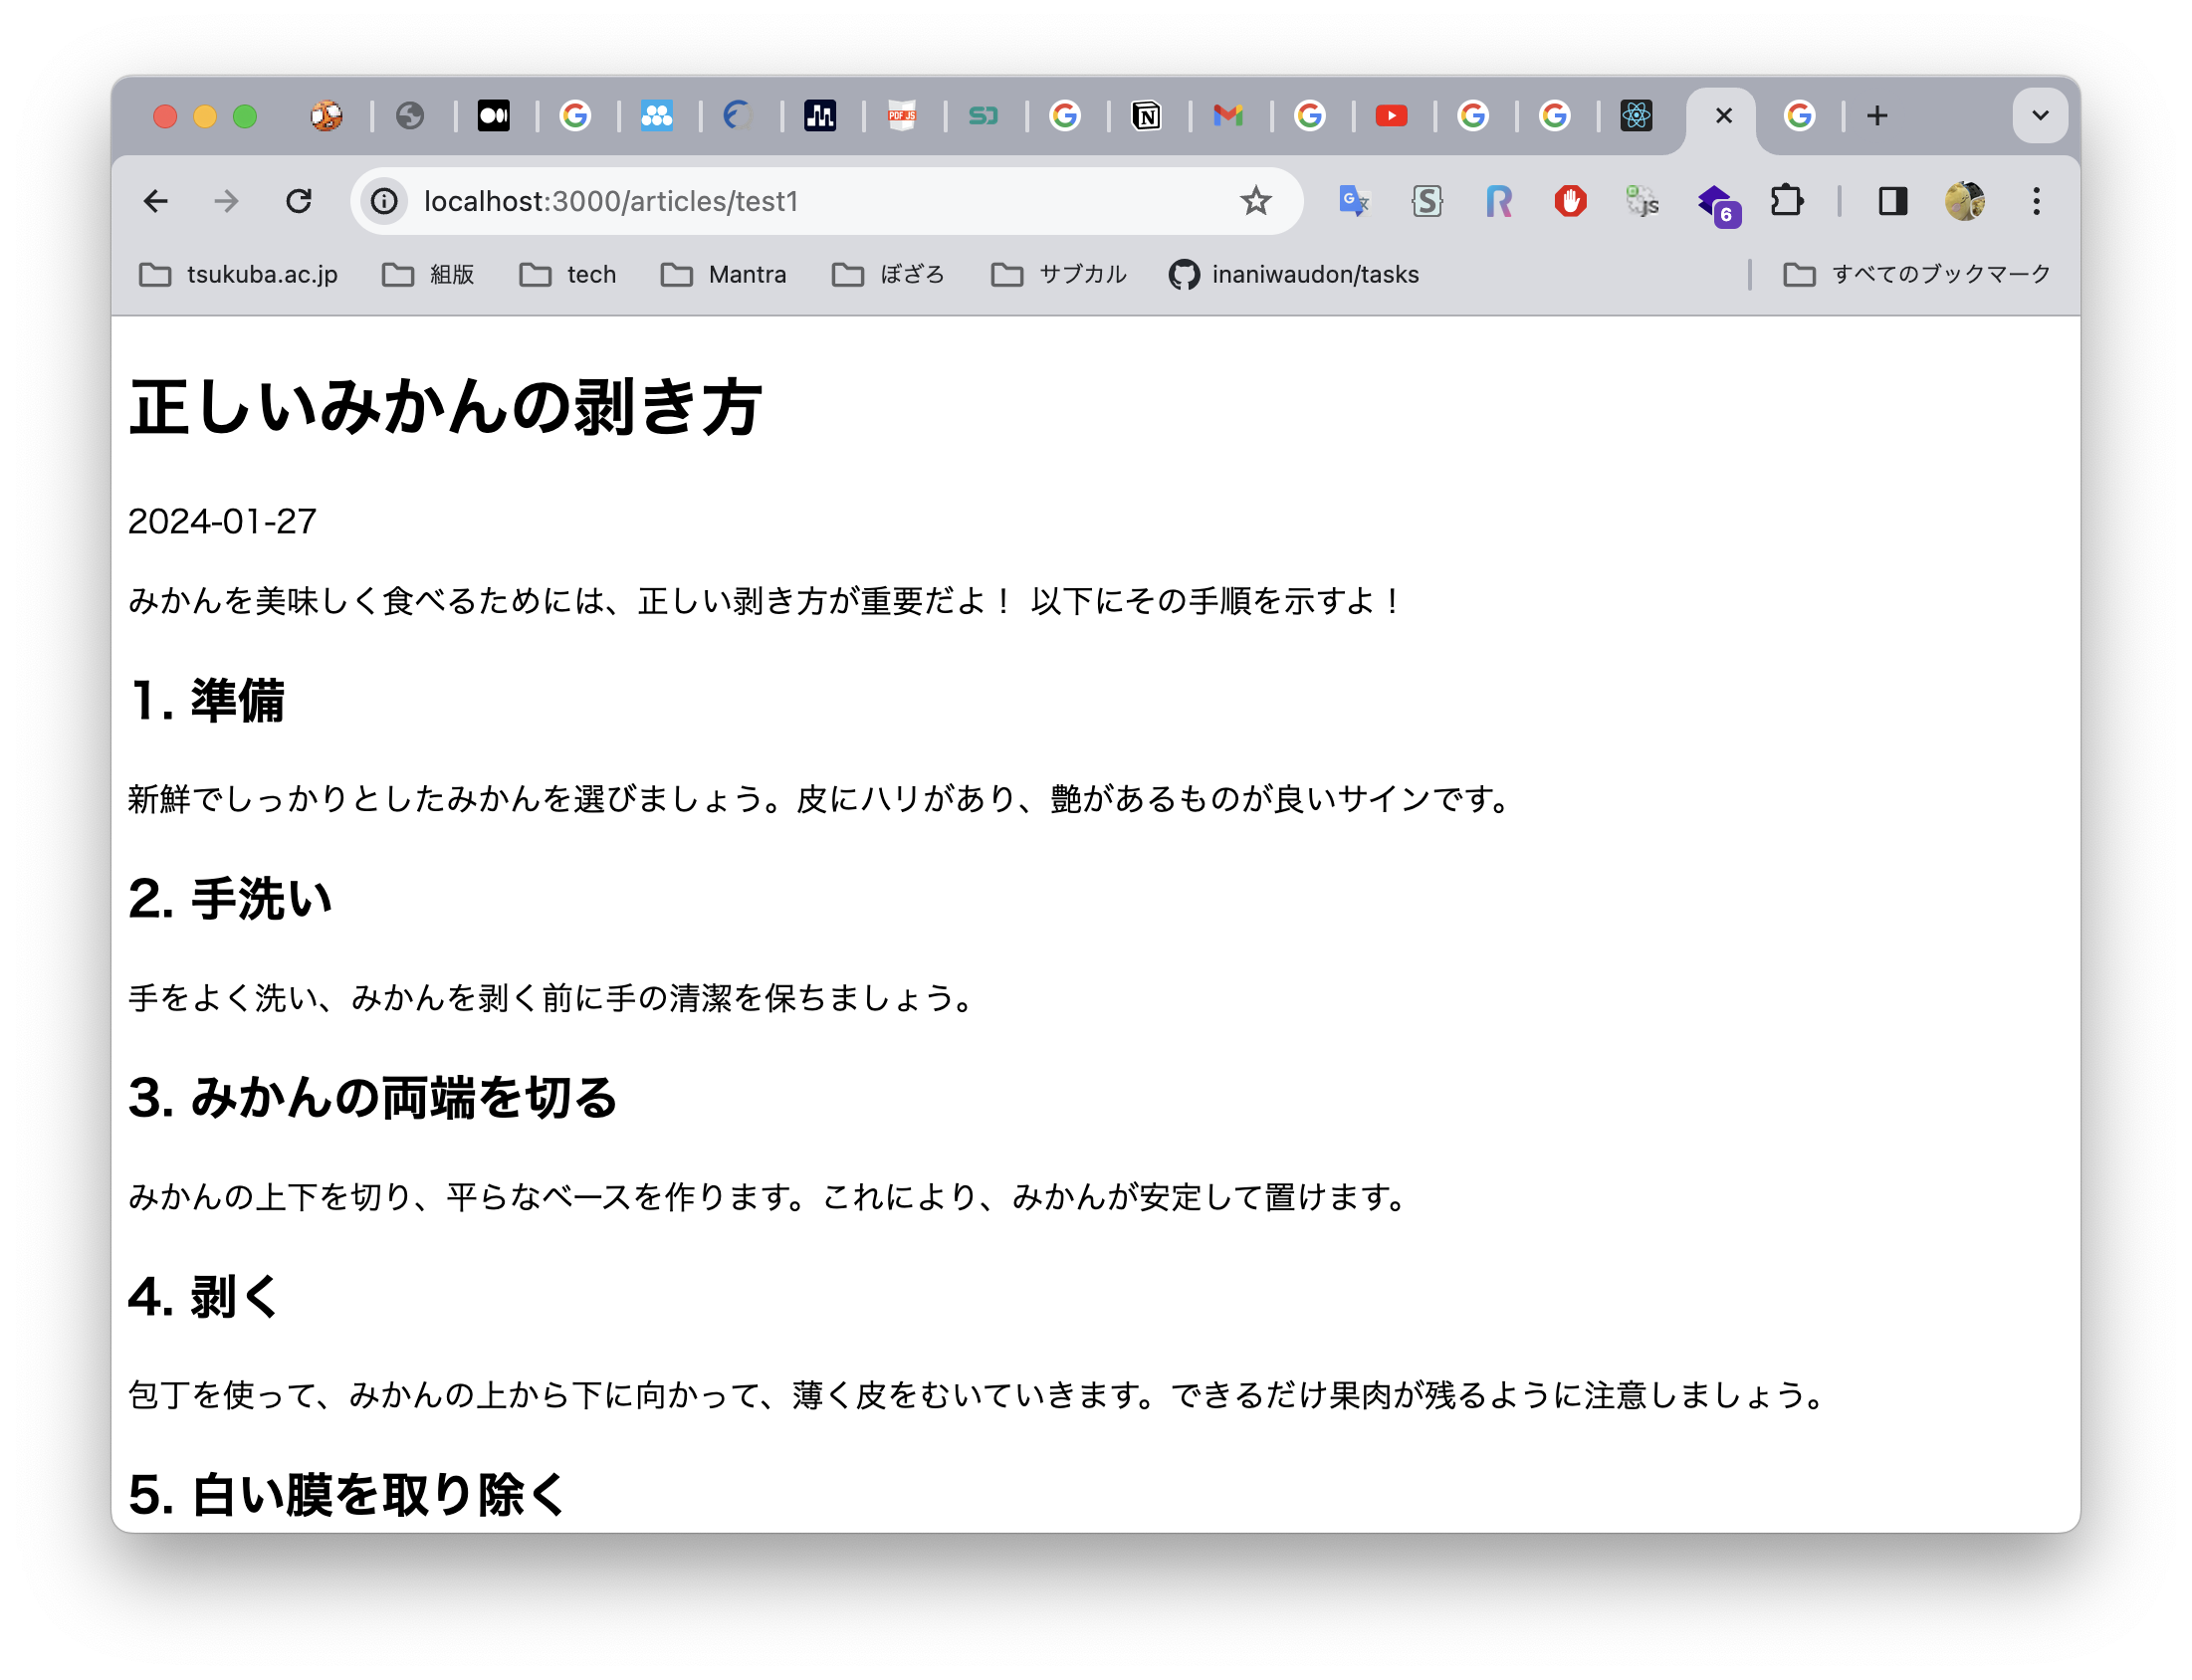 PDF JS
localhost:3000/articles/test1
JS
6
tsukuba.ac.jp 組版 tech Mantra ぼざろ サブカル inaniwaudon/tasks すべてのブックマーク
正しいみかんの剥き方
2024-01-27
みかんを美味しく食べるためには、正しい剥き方が重要だよ！ 以下にその手順を示すよ！
1. 準備
新鮮でしっかりとしたみかんを選びましょう。皮にハリがあり、艶があるものが良いサインです。
2. 手洗い
手をよく洗い、みかんを剥く前に手の清潔を保ちましょう。
3. みかんの両端を切る
みかんの上下を切り、平らなベースを作ります。これにより、みかんが安定して置けます。
4. 剥く
包丁を使って、みかんの上から下に向かって、薄く皮をむいていきます。できるだけ果肉が残るように注意しましょう。
5. 白い膜を取り除く